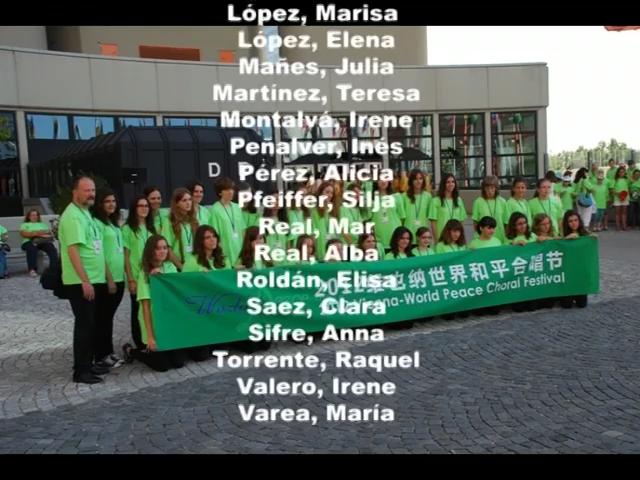 López, Marisa
López, Elena
Mañes, Julia
Martínez, Teresa
Montalvá, Irene
Peñalver, Inés
Pérez, Alicia
Pfeiffer, Silja
Real, Mar
Real, Alba
Roldán, Elisa
Saez, Clara
Sifre, Anna
Torrente, Raquel
Valero, Irene
Varea, María
D
2012维也纳世界和平合唱节
Vienna-World Peace Choral Festival